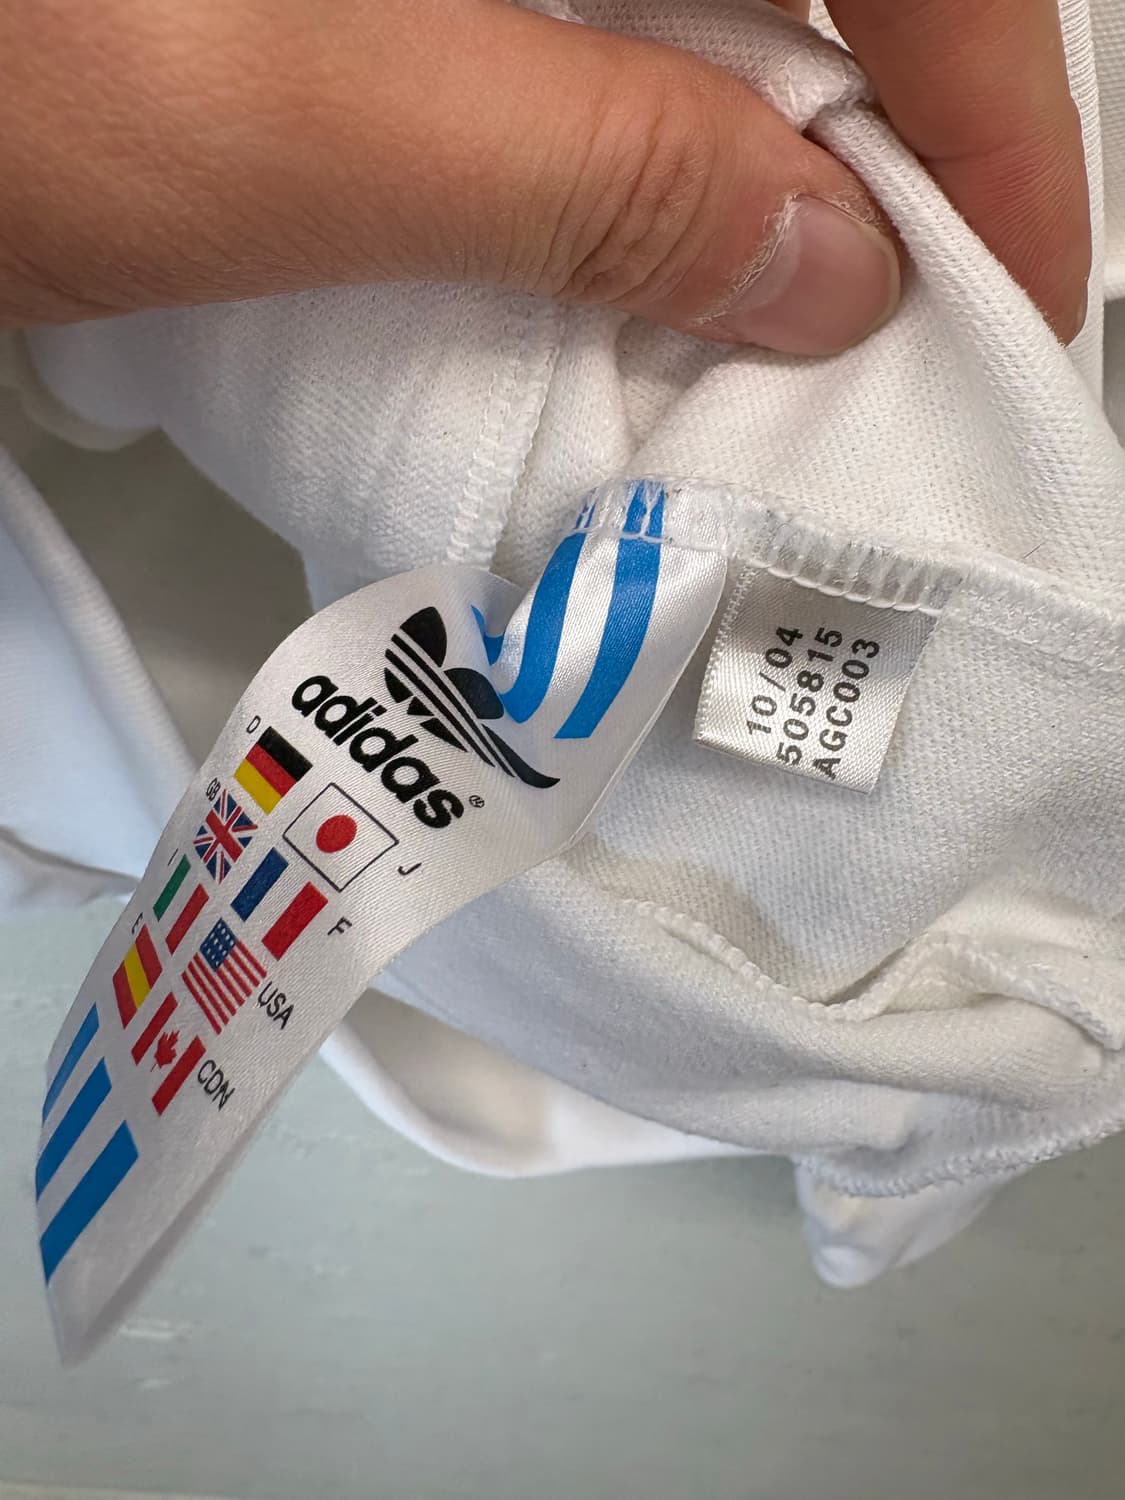 adidas®
D
J
GB
F
I
USA
E
CDN
10/04
505815
AGC003